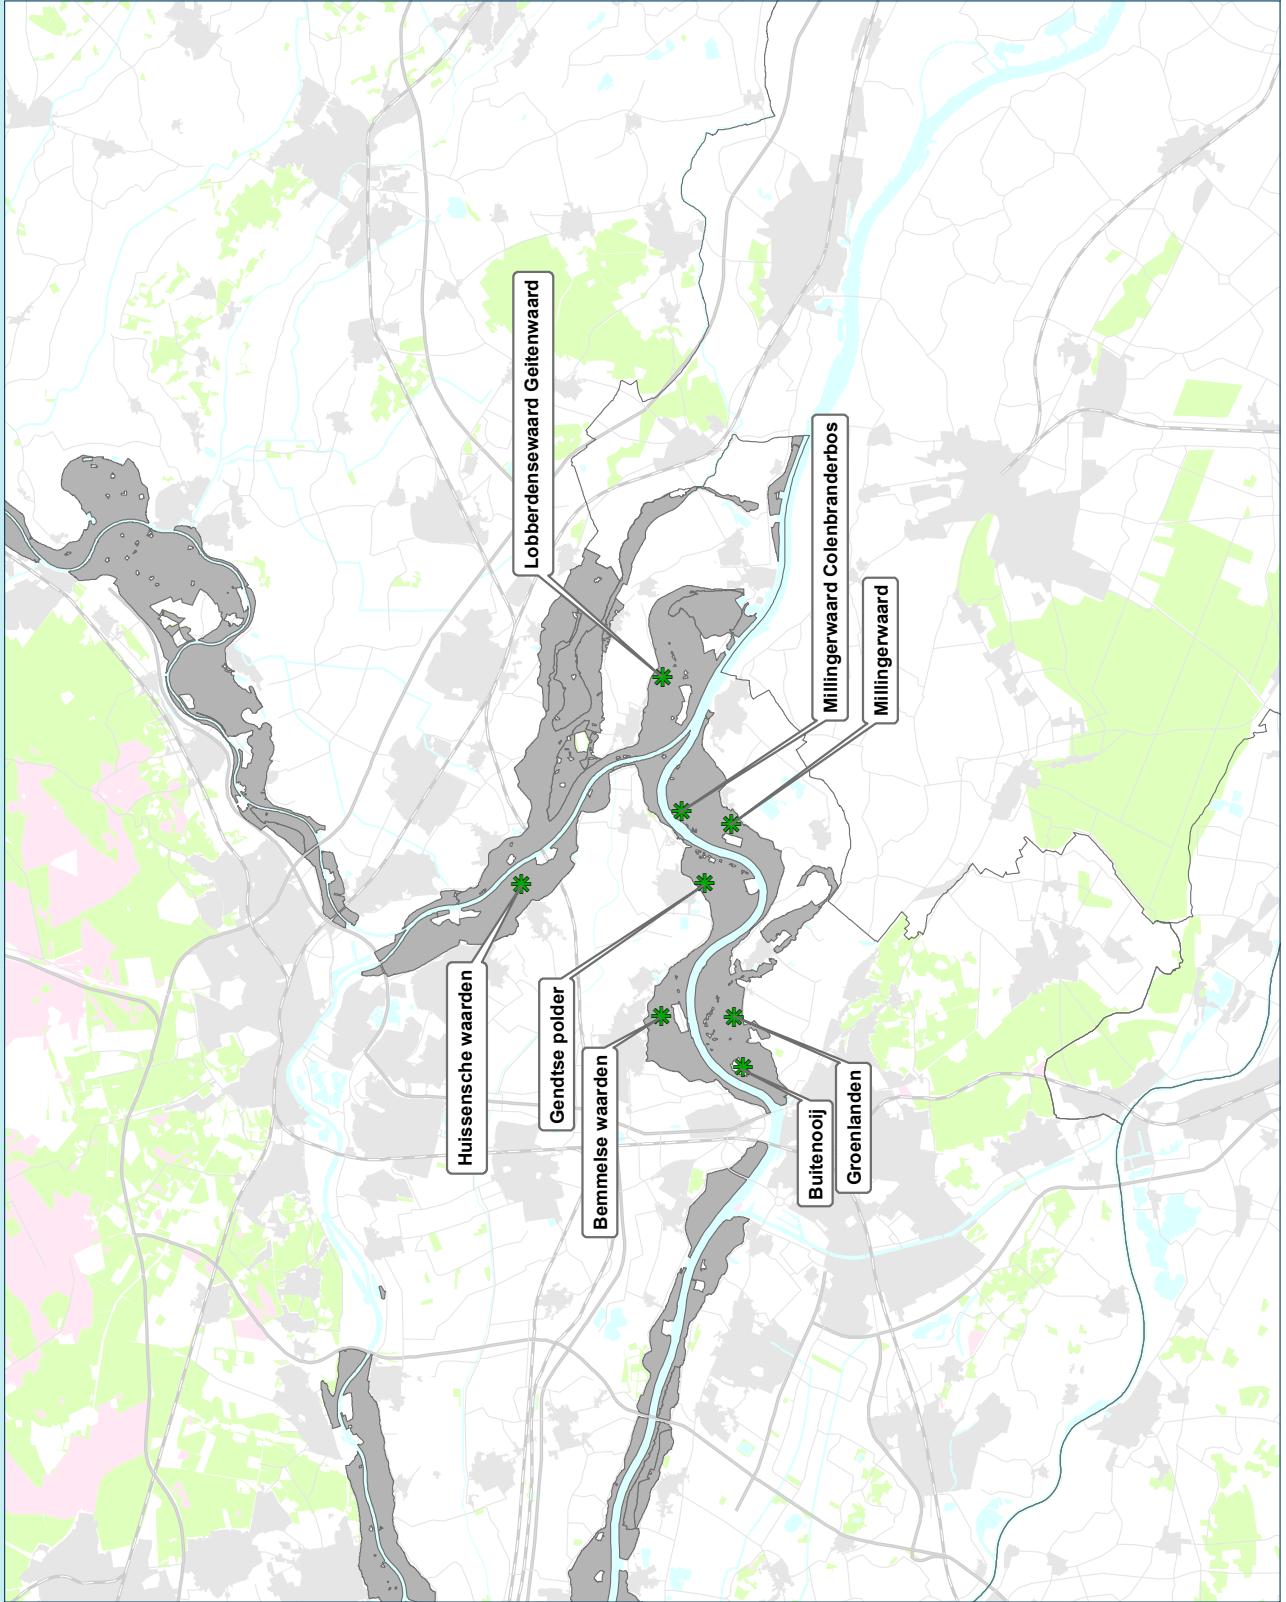 Huissensche waarden
Gendtse polder
Bemmelse waarden
Buitenooij
Groenlanden
Lobberdensewaard Geitenwaard
Millingerwaard Colenbranderbos
Millingerwaard